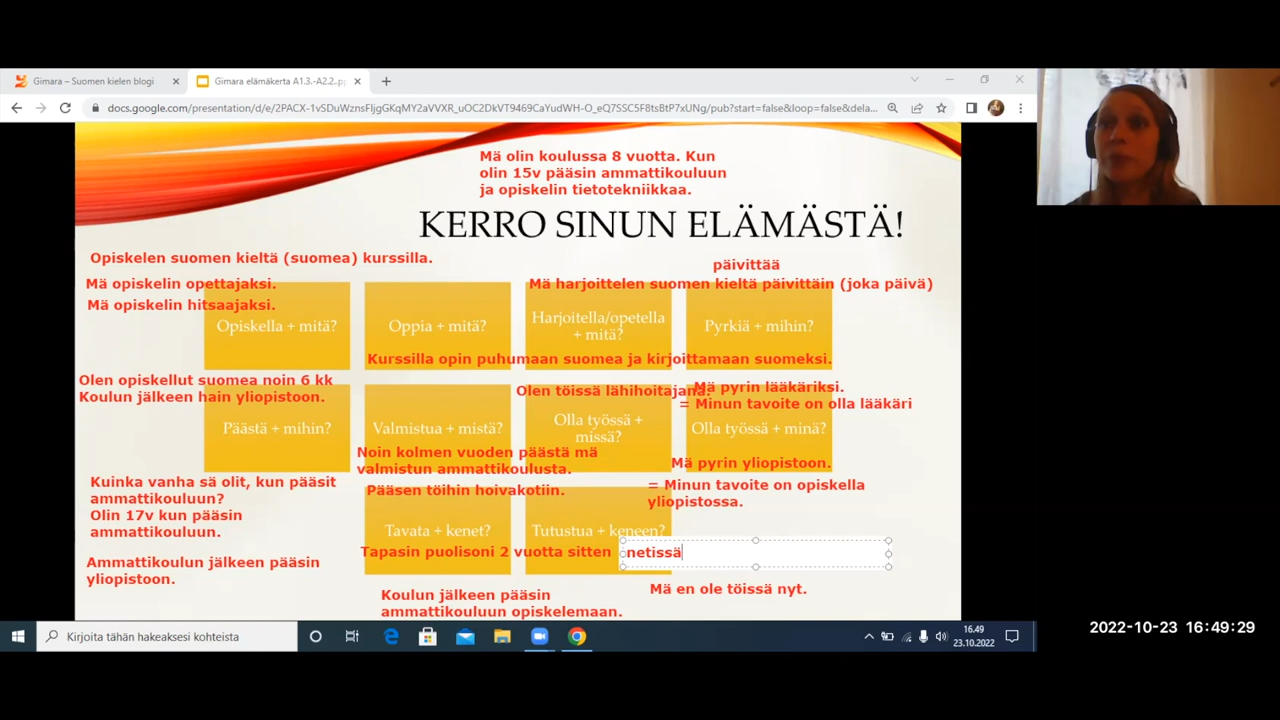 Gimara – Suomen kielen blogi
Gimara elämäkerta A1.3.-A2.2..pp
docs.google.com/presentation/d/e/2PACX-1vSDuWznsFIjgGKqMY2aVVXR_uOC2DkVT9469CaYudWH-O_eQ7SSC5F8ts8tP7xUNg/pub?start=false&loop=false&dela...
Mä olin koulussa 8 vuotta. Kun
olin 15v pääsin ammattikouluun
ja opiskelin tietotekniikkaa.
KERRO SINUN ELÄMÄSTÄ!
Opiskelen suomen kieltä (suomea) kurssilla.
päivittää
Mä opiskelin opettajaksi.
Mä harjoittelen suomen kieltä päivittäin (joka päivä)
Mä opiskelin hitsaajaksi.
Opiskella + mitä?
Oppia + mitä?
Harjoitella/opetella
+ mitä?
Pyrkiä + mihin?
Kurssilla opin puhumaan suomea ja kirjoittamaan suomeksi.
Olen opiskellut suomea noin 6 kk
Koulun jälkeen hain yliopistoon.
Olen töissä lähihoitajana.
Mä pyrin lääkäriksi.
= Minun tavoite on olla lääkäri
Päästä + mihin?
Valmistua + mistä?
Olla työssä +
missä?
Olla työssä + minä?
Noin kolmen vuoden päästä mä
valmistun ammattikoulusta.
Mä pyrin yliopistoon.
Kuinka vanha sä olit, kun pääsit
ammattikouluun?
Olin 17v kun pääsin
ammattikouluun.
Pääsen töihin hoivakotiin.
= Minun tavoite on opiskella
yliopistossa.
Tavata + kenet?
Tutustua + keneen?
Tapasin puolisoni 2 vuotta sitten
netissä
Ammattikoulun jälkeen pääsin
yliopistoon.
Koulun jälkeen pääsin
ammattikouluun opiskelemaan.
Mä en ole töissä nyt.
Kirjoita tähän hakeaksesi kohteista
16.49
23.10.2022
2022-10-23 16:49:29